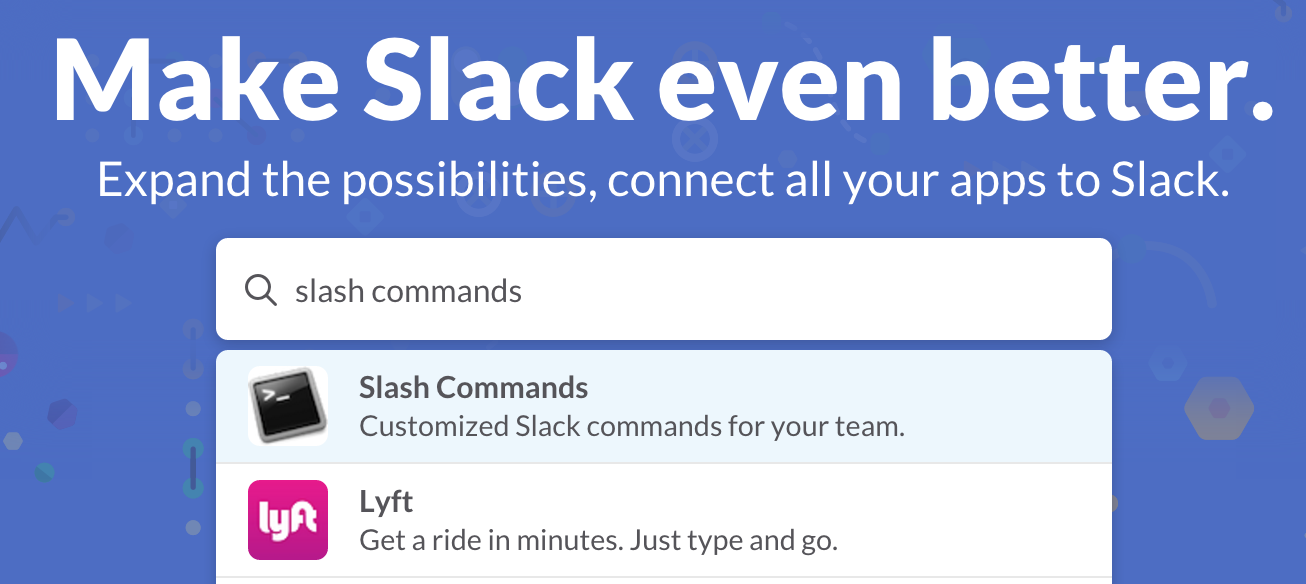 Make Slack even better.
Expand the possibilities, connect all your apps to Slack.
slash commands
>_
Slash Commands
Customized Slack commands for your team.
lyft
Lyft
Get a ride in minutes. Just type and go.